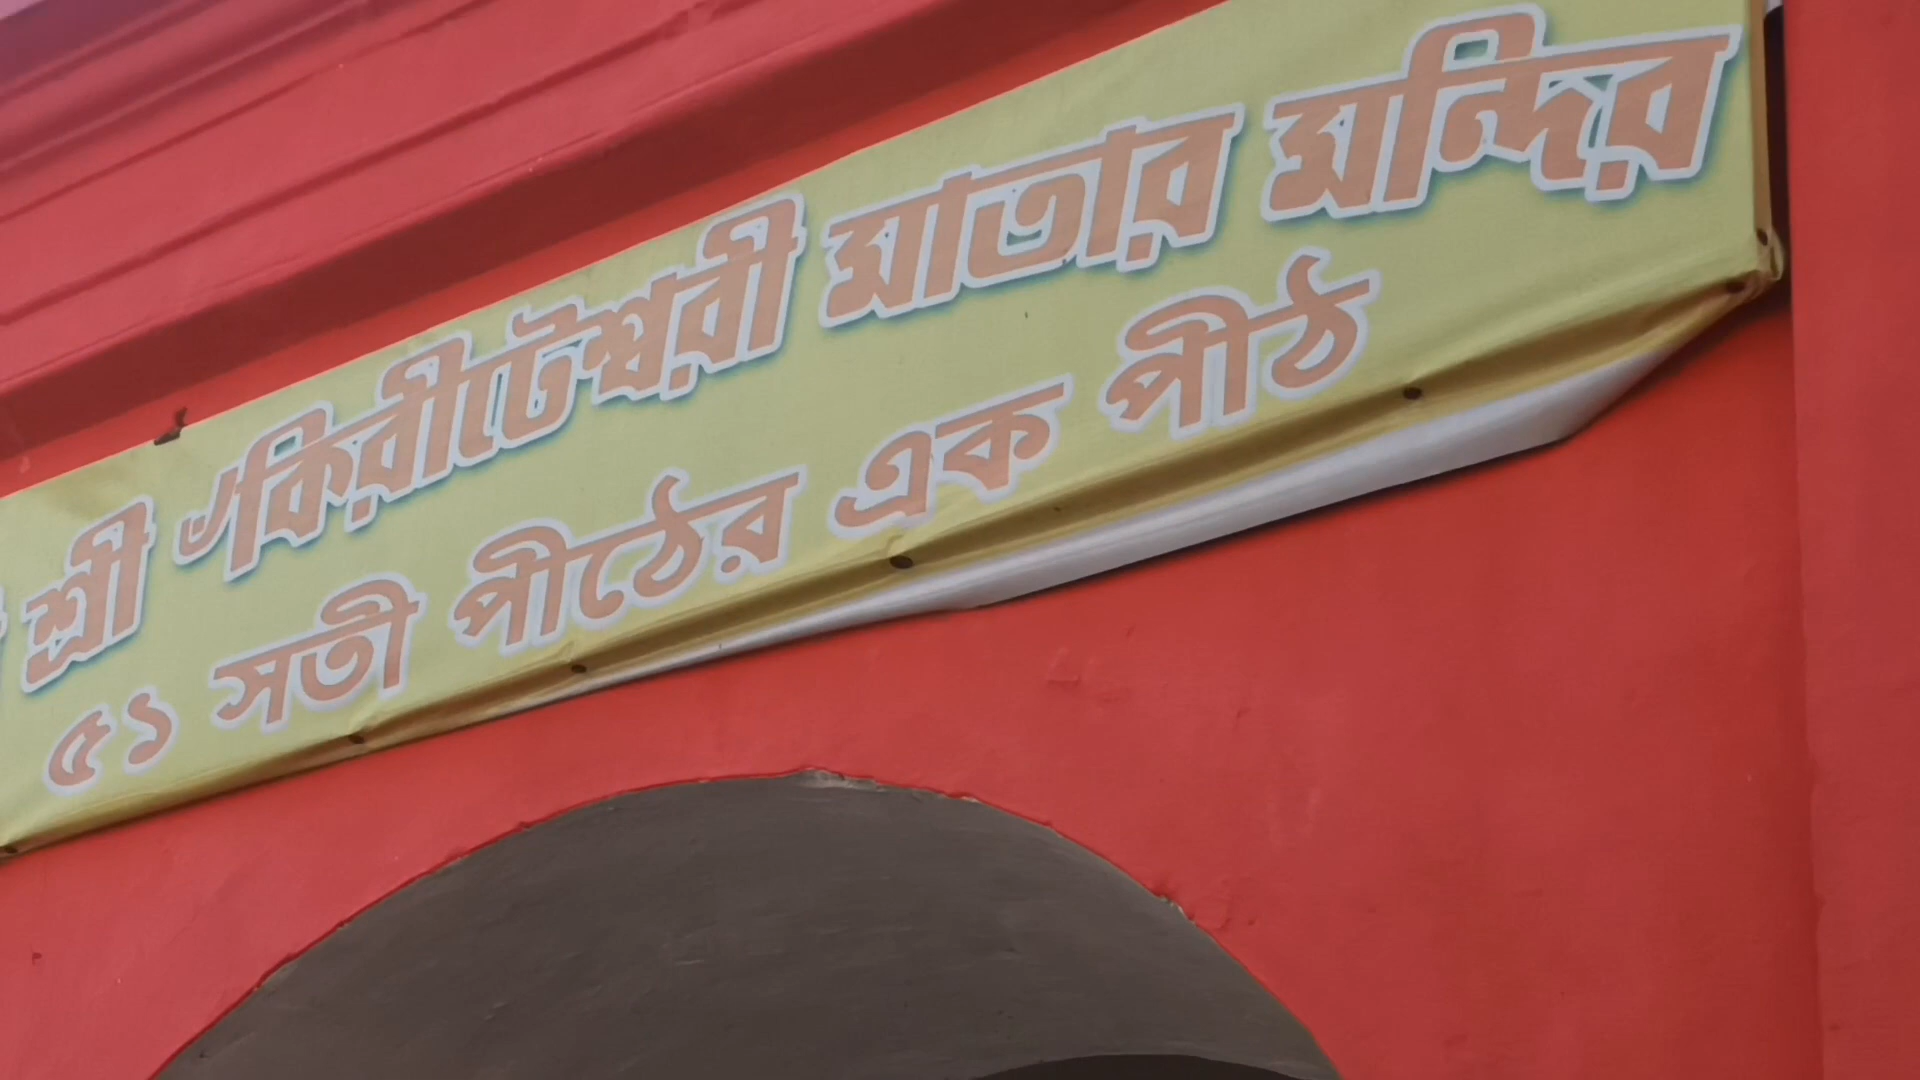 শ্রী ৺কিরীটেশ্বরী মাতার মন্দির
৫১ সতী পীঠের এক পীঠ